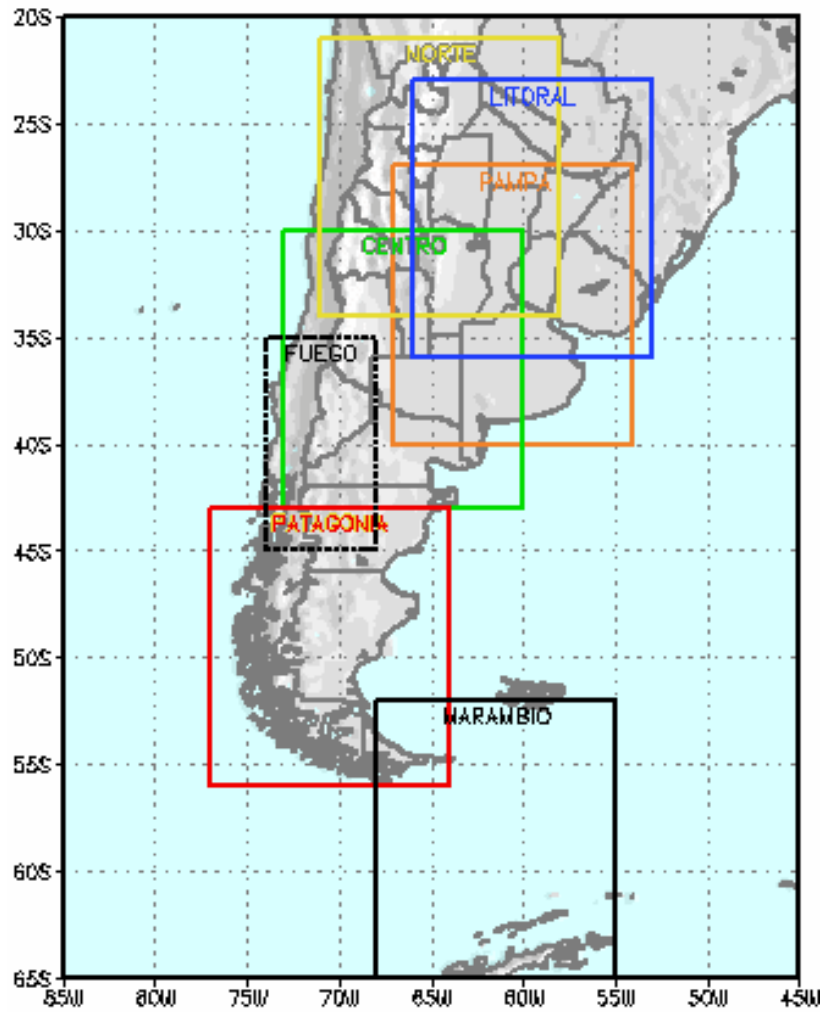 20S
NORTE
LITORAL
25S
PAMPA
30S
CENTRO
35S
FUEGO
40S
PATAGONIA
45S
50S
MARAMBIO
55S
60S
65S
85W 80W 75W 70W 65W 60W 55W 50W 45W